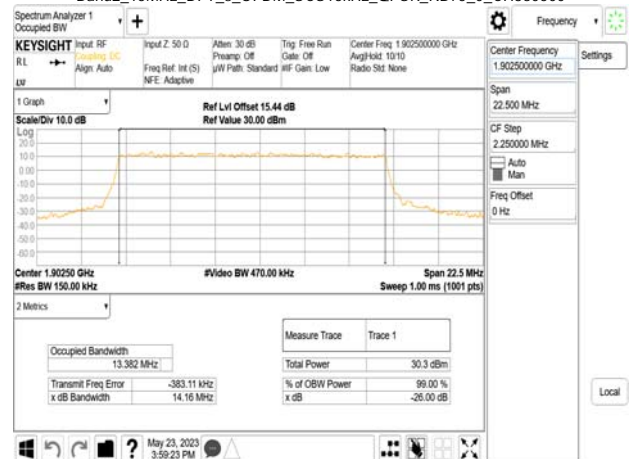 Spectrum Analyzer 1
Occupied BW
Frequency
KEYSIGHT
RL
Input: RF
Coupling: DC
Align: Auto
Input Z: 50 Ω
Freq Ref: Int (S)
NFE: Adaptive
Atten: 30 dB
Preamp: Off
µW Path: Standard
Trig: Free Run
Gate: Off
#IF Gain: Low
Center Freq: 1.902500000 GHz
Avg|Hold: 10/10
Radio Std: None
Center Frequency
1.902500000 GHz
Settings
Span
22.500 MHz
CF Step
2.250000 MHz
Auto
Man
Freq Offset
0 Hz
1 Graph
Scale/Div 10.0 dB
Ref Lvl Offset 15.44 dB
Ref Value 30.00 dBm
Log
20.0
10.0
0.00
-10.0
-20.0
-30.0
-40.0
-50.0
-60.0
Center 1.90250 GHz
#Video BW 470.00 kHz
Span 22.5 MHz
#Res BW 150.00 kHz
Sweep 1.00 ms (1001 pts)
2 Metrics
Measure Trace
Trace 1
Occupied Bandwidth
13.382 MHz
Total Power
30.3 dBm
Transmit Freq Error
-383.11 kHz
% of OBW Power
99.00 %
x dB Bandwidth
14.16 MHz
x dB
-26.00 dB
Local
May 23, 2023
3:59:23 PM